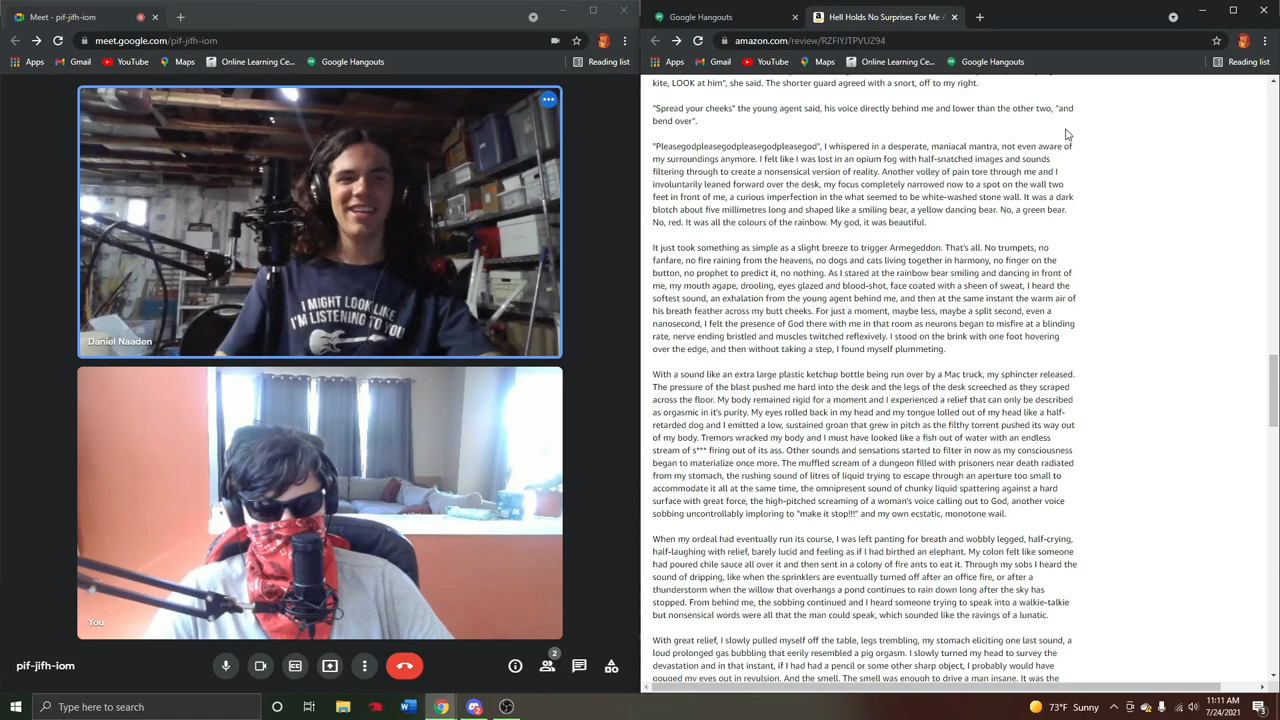 Meet - pif-jifh-iom
meet.google.com/pif-jifh-iom
Apps
Gmail
YouTube
Maps
Online Learning Ce...
Google Hangouts
Reading list
I MIGHT LOOK LIKE
I'M LISTENING TO YOU
Daniel Naaden
You
pif-jifh-iom
2
Google Hangouts
Hell Holds No Surprises For Me A
amazon.com/review/RZFIYJTPVUZ94
Apps
Gmail
YouTube
Maps
Online Learning Ce...
Google Hangouts
Reading list
kite, LOOK at him", she said. The shorter guard agreed with a snort, off to my right.
"Spread your cheeks" the young agent said, his voice directly behind me and lower than the other two, "and
bend over".
"Pleasegodpleasegodpleasegodpleasegod", I whispered in a desperate, maniacal mantra, not even aware of
my surroundings anymore. I felt like I was lost in an opium fog with half-snatched images and sounds
filtering through to create a nonsensical version of reality. Another volley of pain tore through me and I
involuntarily leaned forward over the desk, my focus completely narrowed now to a spot on the wall two
feet in front of me, a curious imperfection in the what seemed to be white-washed stone wall. It was a dark
blotch about five millimetres long and shaped like a smiling bear, a yellow dancing bear. No, a green bear.
No, red. It was all the colours of the rainbow. My god, it was beautiful.
It just took something as simple as a slight breeze to trigger Armegeddon. That's all. No trumpets, no
fanfare, no fire raining from the heavens, no dogs and cats living together in harmony, no finger on the
button, no prophet to predict it, no nothing. As I stared at the rainbow bear smiling and dancing in front of
me, my mouth agape, drooling, eyes glazed and blood-shot, face coated with a sheen of sweat, I heard the
softest sound, an exhalation from the young agent behind me, and then at the same instant the warm air of
his breath feather across my butt cheeks. For just a moment, maybe less, maybe a split second, even a
nanosecond, I felt the presence of God there with me in that room as neurons began to misfire at a blinding
rate, nerve ending bristled and muscles twitched reflexively. I stood on the brink with one foot hovering
over the edge, and then without taking a step, I found myself plummeting.
With a sound like an extra large plastic ketchup bottle being run over by a Mac truck, my sphincter released.
The pressure of the blast pushed me hard into the desk and the legs of the desk screeched as they scraped
across the floor. My body remained rigid for a moment and I experienced a relief that can only be described
as orgasmic in it's purity. My eyes rolled back in my head and my tongue lolled out of my head like a half-
retarded dog and I emitted a low, sustained groan that grew in pitch as the filthy torrent pushed its way out
of my body. Tremors wracked my body and I must have looked like a fish out of water with an endless
stream of s*** firing out of its ass. Other sounds and sensations started to filter in now as my consciousness
began to materialize once more. The muffled scream of a dungeon filled with prisoners near death radiated
from my stomach, the rushing sound of litres of liquid trying to escape through an aperture too small to
accommodate it all at the same time, the omnipresent sound of chunky liquid spattering against a hard
surface with great force, the high-pitched screaming of a woman's voice calling out to God, another voice
sobbing uncontrollably imploring to "make it stop!!!" and my own ecstatic, monotone wail.
When my ordeal had eventually run its course, I was left panting for breath and wobbly legged, half-crying,
half-laughing with relief, barely lucid and feeling as if I had birthed an elephant. My colon felt like someone
had poured chile sauce all over it and then sent in a colony of fire ants to eat it. Through my sobs I heard the
sound of dripping, like when the sprinklers are eventually turned off after an office fire, or after a
thunderstorm when the willow that overhangs a pond continues to rain down long after the sky has
stopped. From behind me, the sobbing continued and I heard someone trying to speak into a walkie-talkie
but nonsensical words were all that the man could speak, which sounded like the ravings of a lunatic.
With great relief, I slowly pulled myself off the table, legs trembling, my stomach eliciting one last sound, a
loud prolonged gas bubbling that eerily resembled a pig orgasm. I slowly turned my head to survey the
devastation and in that instant, if I had had a pencil or some other sharp object, I probably would have
gouged my eyes out in revulsion. And the smell. The smell was enough to drive a man insane. It was the
Type here to search
73°F Sunny
11:11 AM
7/24/2021
3